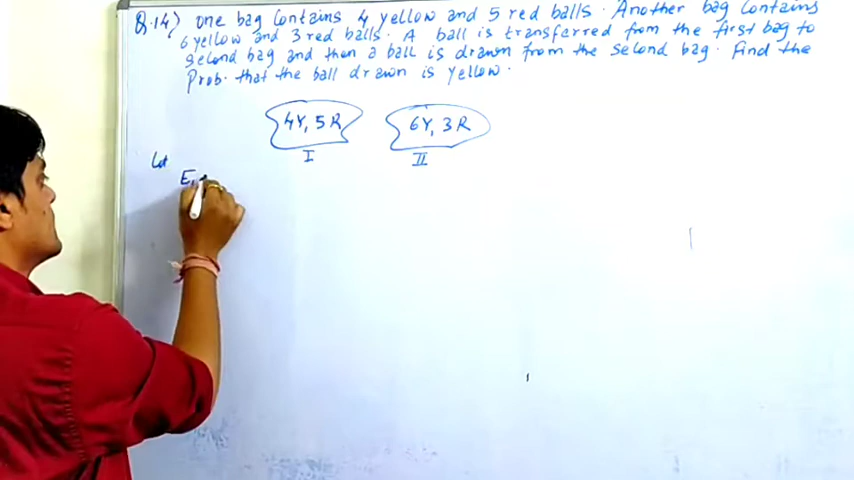 Q.14) One bag contains 4 yellow and 5 red balls. Another bag contains
6 yellow and 3 red balls. A ball is transferred from the first bag to
second bag and then a ball is drawn from the second bag. Find the
Prob. that the ball drawn is yellow.
4Y, 5R 6Y, 3R
I II
Let
E1